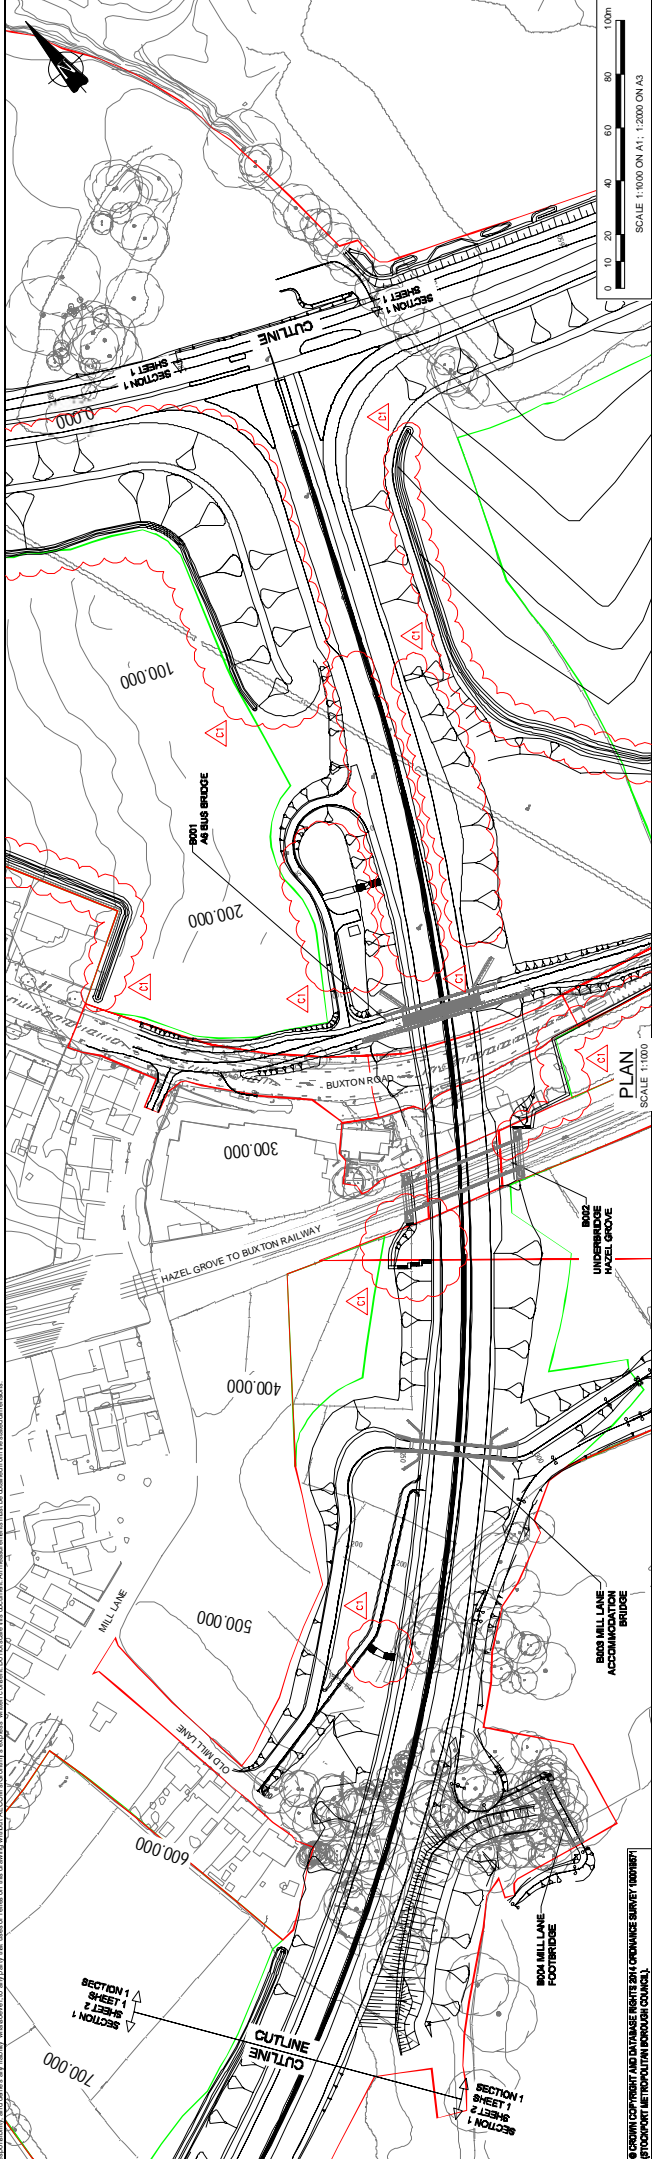 N
100m
80
60
40
20
10
0
SCALE 1:1000 ON A1; 1:2000 ON A3
SECTION 1
SHEET 1
CUTLINE
SECTION 1
SHEET 1
0.000
C1
C1
100.000
C1
B001
A6 BUS BRIDGE
200.000
C1
C1
C1
C1
PLAN
SCALE 1:1000
BUXTON ROAD
300.000
HAZEL GROVE TO BUXTON RAILWAY
B002
UNDERBRIDGE
HAZEL GROVE
C1
400.000
MILL LANE
500.000
C1
B003 MILL LANE
ACCOMMODATION
BRIDGE
OLD MILL LANE
600.000
B004 MILL LANE
FOOTBRIDGE
SECTION 1
SHEET 1
SHEET 2
SECTION 1
CUTLINE
CUTLINE
700.000
SECTION 1
SHEET 1
SHEET 2
SECTION 1
© CROWN COPYRIGHT AND DATABASE RIGHTS 2014 ORDNANCE SURVEY
(STOCKPORT METROPOLITAN BOROUGH COUNCIL).